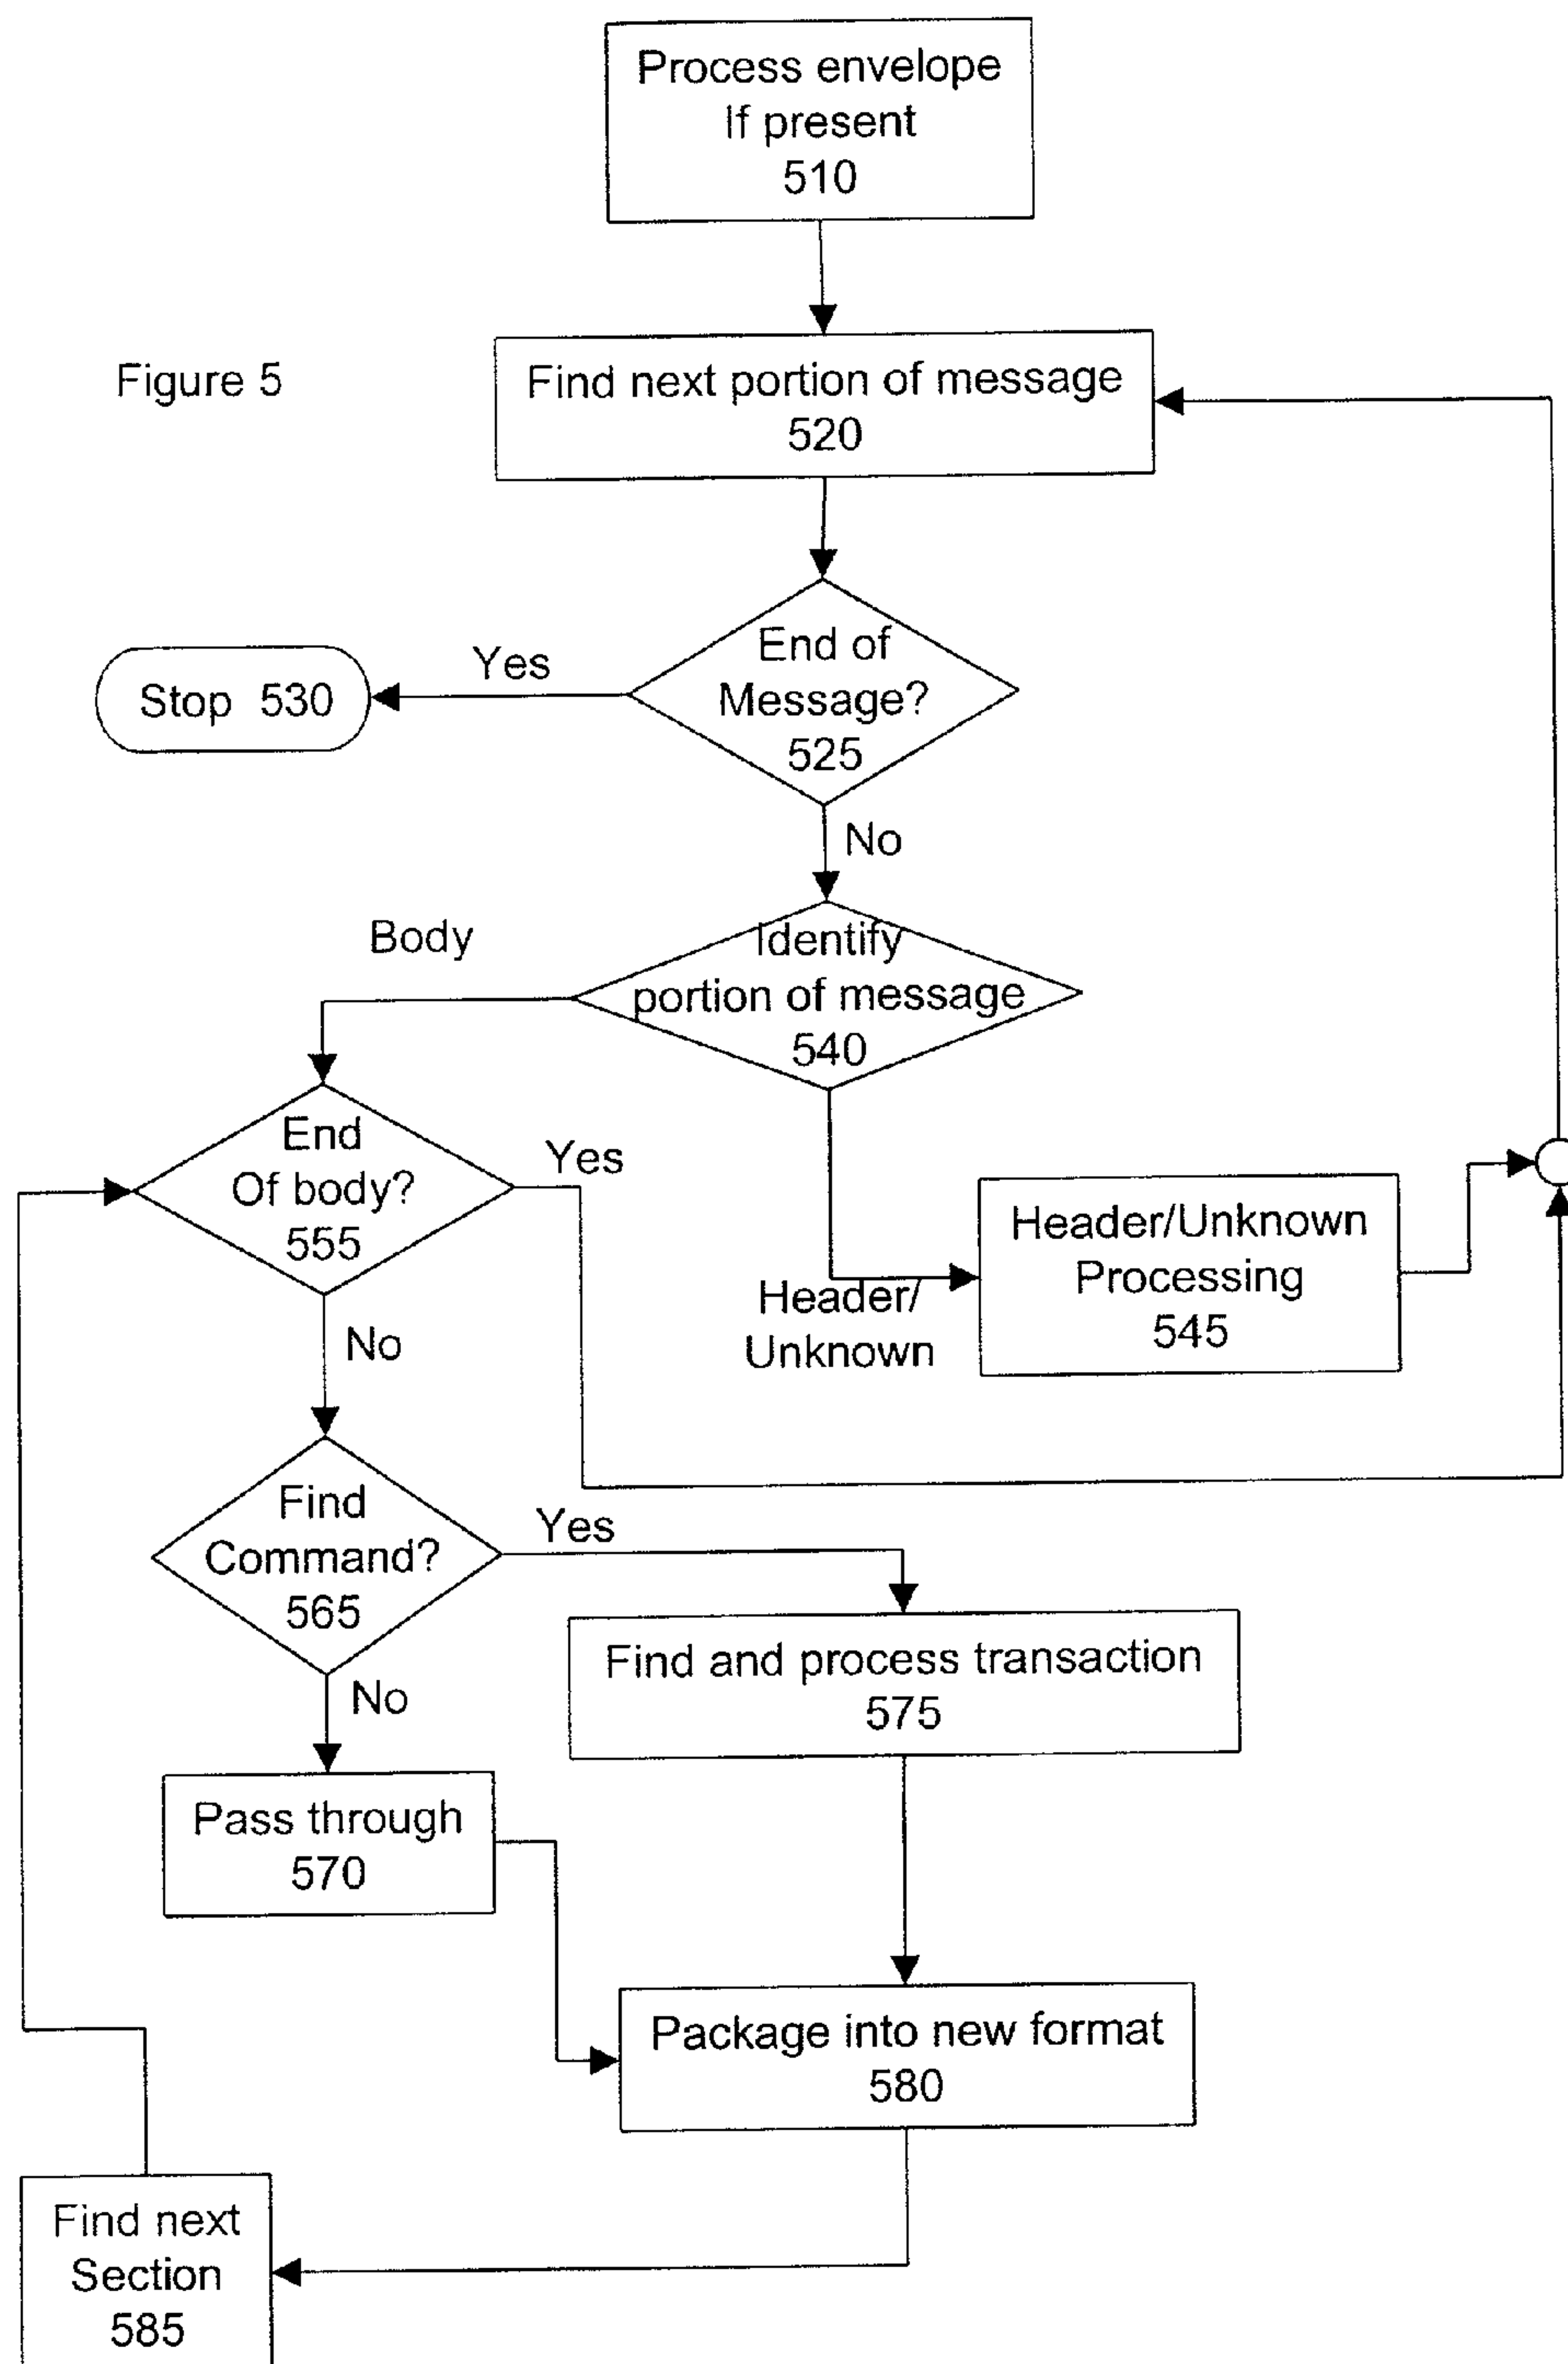 Process envelope
If present
510
Figure 5
Find next portion of message
520
End of
Message?
525
Yes
Stop 530
No
Identify
portion of message
540
Body
End
Of body?
555
Yes
Header/Unknown
Processing
545
Header/
Unknown
No
Find
Command?
565
Yes
Find and process transaction
575
No
Pass through
570
Package into new format
580
Find next
Section
585